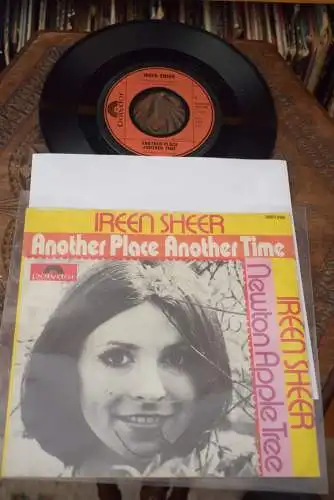 IREEN SHEER
Polydor
ANOTHER PLACE
ANOTHER TIME
IREEN SHEER
Another Place Another Time
Polydor
IREEN SHEER
Newton Apple Tree